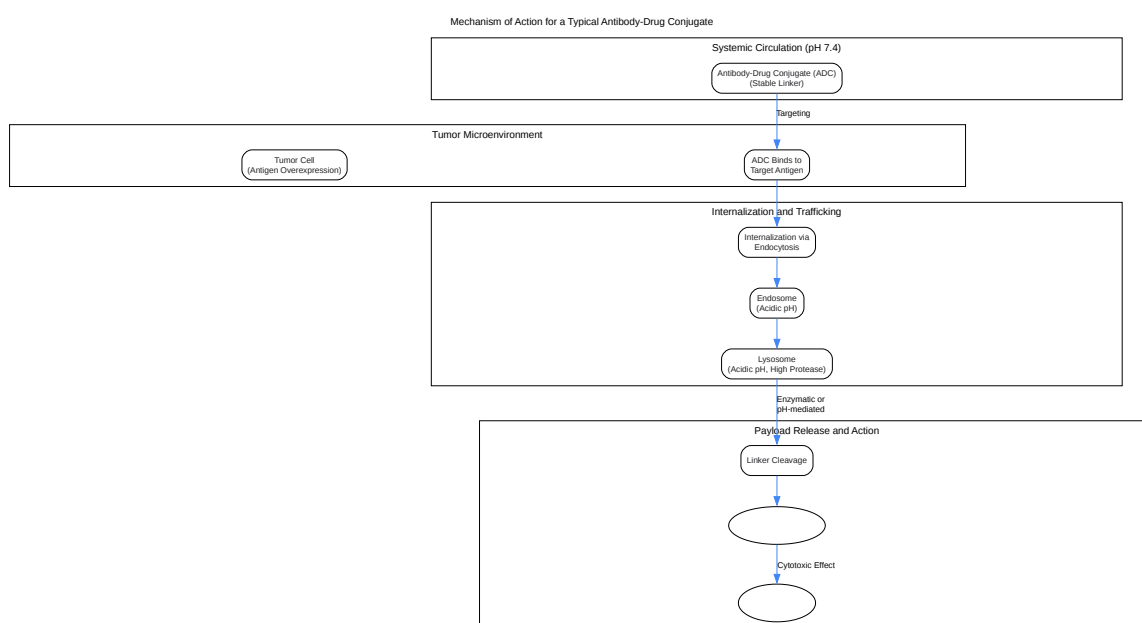 Mechanism of Action for a Typical Antibody-Drug Conjugate
Systemic Circulation (pH 7.4)
Antibody-Drug Conjugate (ADC)
(Stable Linker)
Targeting
Tumor Microenvironment
Tumor Cell
(Antigen Overexpression)
ADC Binds to
Target Antigen
Internalization and Trafficking
Internalization via
Endocytosis
Endosome
(Acidic pH)
Lysosome
(Acidic pH, High Protease)
Enzymatic or
pH-mediated
Payload Release and Action
Linker Cleavage
Cytotoxic Effect